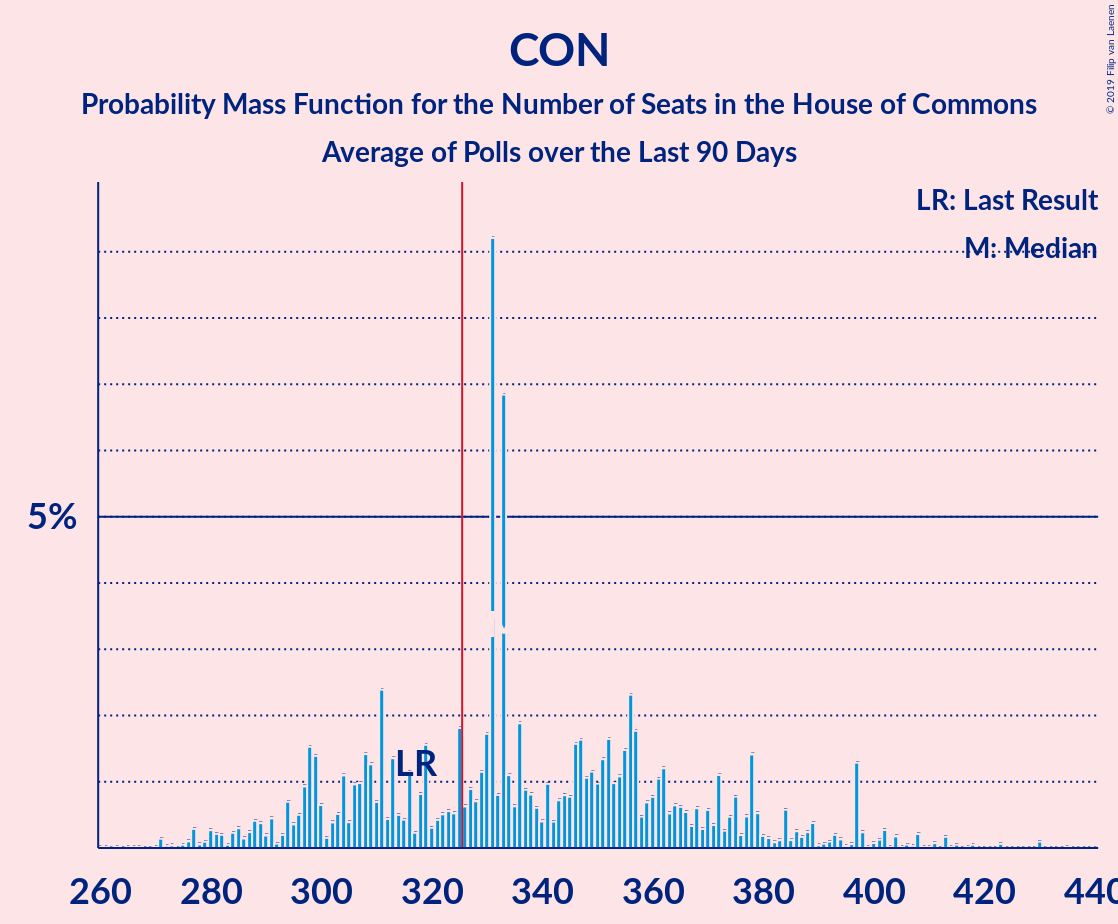 CON
Probability Mass Function for the Number of Seats in the House of Commons
Average of Polls over the Last 90 Days
© 2019 Filip van Laenen
LR: Last Result
M: Median
5%
LR
260 280 300 320 340 360 380 400 420 440